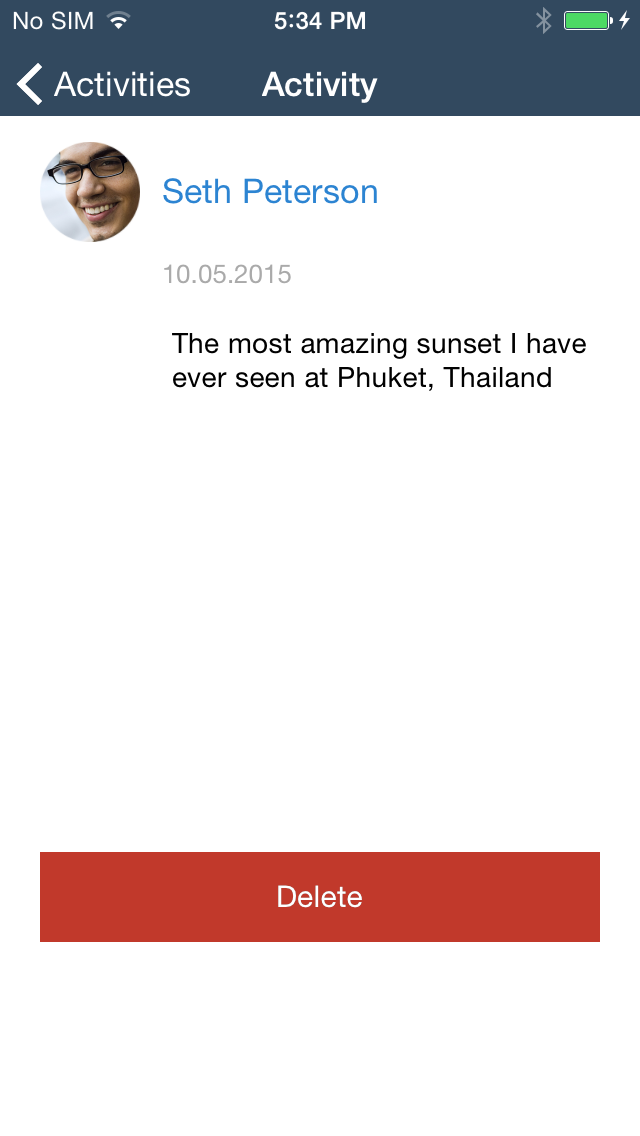 No SIM 5:34 PM
Activities Activity
Seth Peterson
10.05.2015
The most amazing sunset I have
ever seen at Phuket, Thailand
Delete